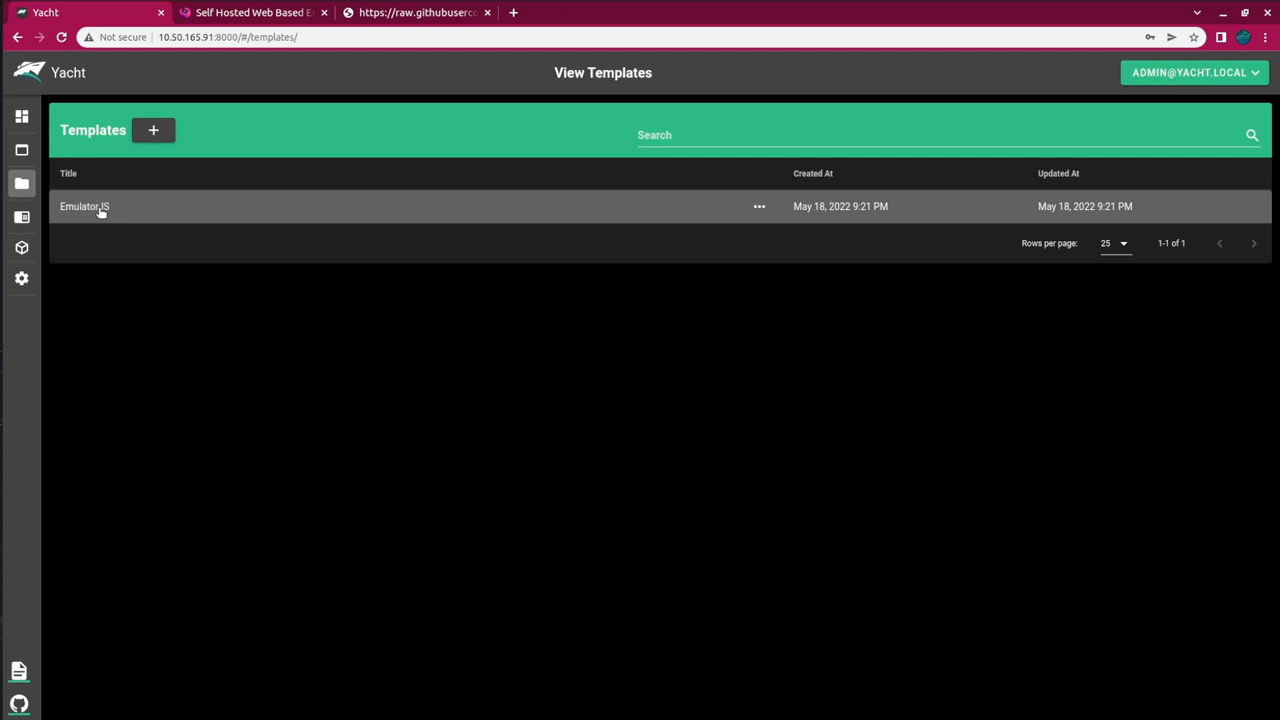 Yacht
Self Hosted Web Based E
https://raw.githubuserco
Not secure
10.50.165.91:8000/#/templates/
Yacht
View Templates
ADMIN@YACHT.LOCAL
Templates
Search
Title
Created At
Updated At
EmulatorJS
May 18, 2022 9:21 PM
May 18, 2022 9:21 PM
Rows per page:
25
1-1 of 1